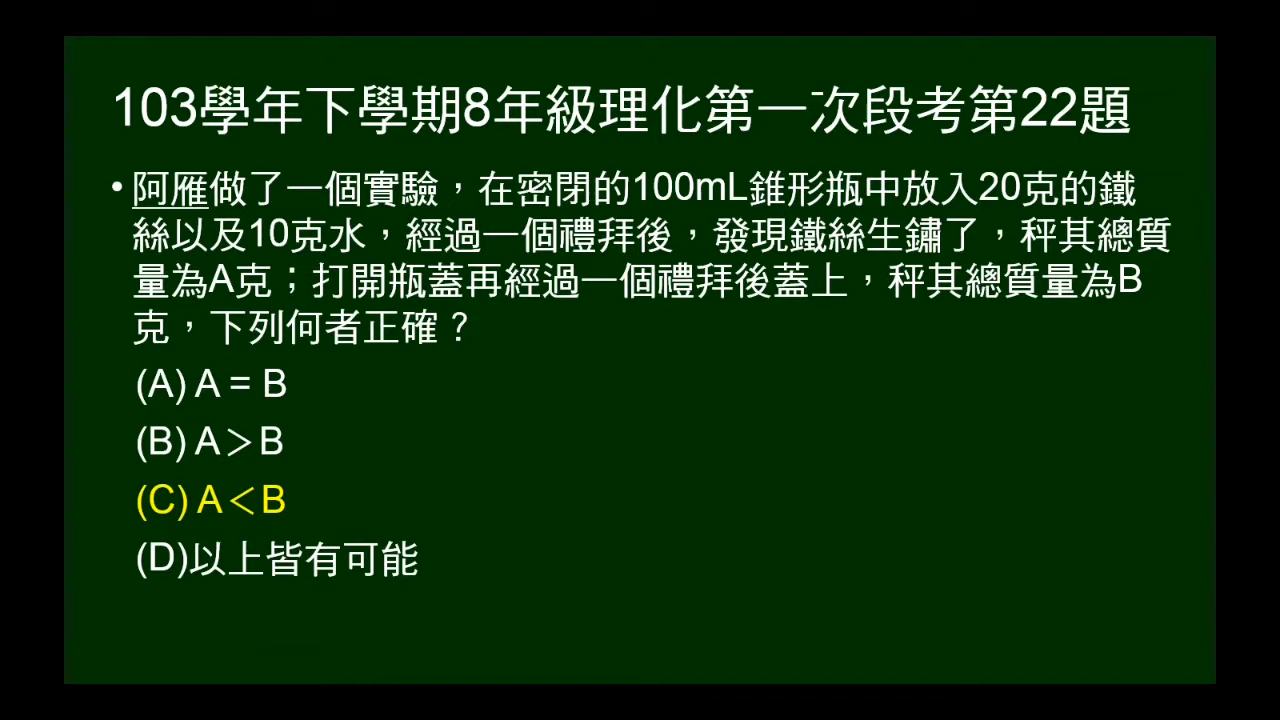 103學年下學期8年級理化第一次段考第22題
• 阿雁做了一個實驗，在密閉的100mL錐形瓶中放入20克的鐵
絲以及10克水，經過一個禮拜後，發現鐵絲生鏽了，秤其總質
量為A克；打開瓶蓋再經過一個禮拜後蓋上，秤其總質量為B
克，下列何者正確？
(A) A = B
(B) A＞B
(C) A＜B
(D)以上皆有可能